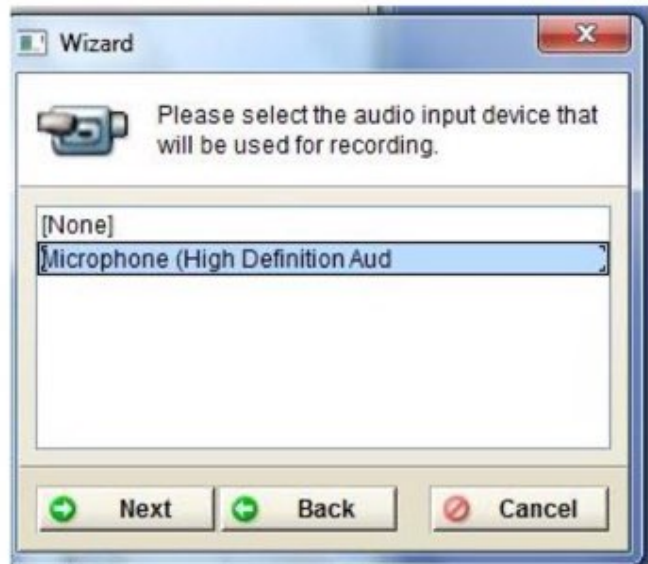 Wizard
Please select the audio input device that
will be used for recording.
[None]
Microphone (High Definition Aud
Next Back Cancel